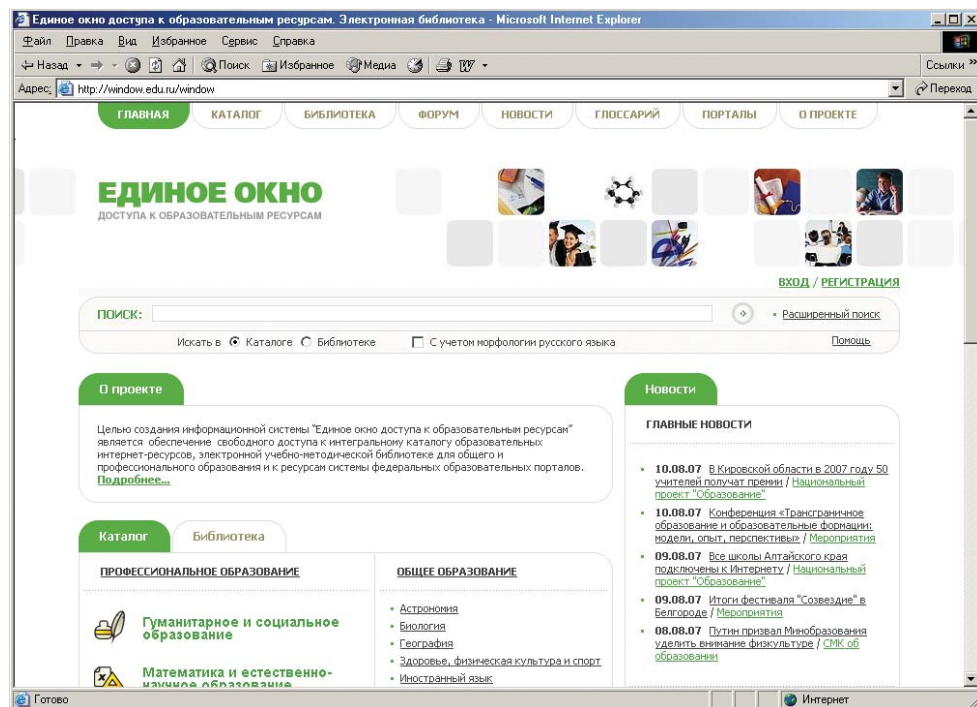 Единое окно доступа к образовательным ресурсам. Электронная библиотека - Microsoft Internet Explorer
Файл Правка Вид Избранное Сервис Справка
Назад Поиск Избранное Медиа Ссылки »
Адрес: http://window.edu.ru/window Переход
ГЛАВНАЯ КАТАЛОГ БИБЛИОТЕКА ФОРУМ НОВОСТИ ГЛОССАРИЙ ПОРТАЛЫ О ПРОЕКТЕ
ЕДИНОЕ ОКНО
ДОСТУПА К ОБРАЗОВАТЕЛЬНЫМ РЕСУРСАМ
ВХОД / РЕГИСТРАЦИЯ
ПОИСК: Расширенный поиск
Искать в Каталоге Библиотеке С учетом морфологии русского языка Помощь
О проекте
Целью создания информационной системы "Единое окно доступа к образовательным ресурсам"
является обеспечение свободного доступа к интегральному каталогу образовательных
интернет-ресурсов, электронной учебно-методической библиотеке для общего и
профессионального образования и к ресурсам системы федеральных образовательных порталов.
Подробнее...
Новости
ГЛАВНЫЕ НОВОСТИ
10.08.07 В Кировской области в 2007 году 50
учителей получат премии / Национальный
проект "Образование"
10.08.07 Конференция «Трансграничное
образование и образовательные формации:
модели, опыт, перспективы» / Мероприятия
09.08.07 Все школы Алтайского края
подключены к Интернету / Национальный
проект "Образование"
09.08.07 Итоги фестиваля "Созвездие" в
Белгороде / Мероприятия
08.08.07 Путин призвал Минобразования
уделить внимание физкультуре / СМК об
образовании
Каталог Библиотека
ПРОФЕССИОНАЛЬНОЕ ОБРАЗОВАНИЕ
Гуманитарное и социальное
образование
Математика и естественно-
научное образование
ОБЩЕЕ ОБРАЗОВАНИЕ
Астрономия
Биология
География
Здоровье, физическая культура и спорт
Иностранный язык
Готово Интернет